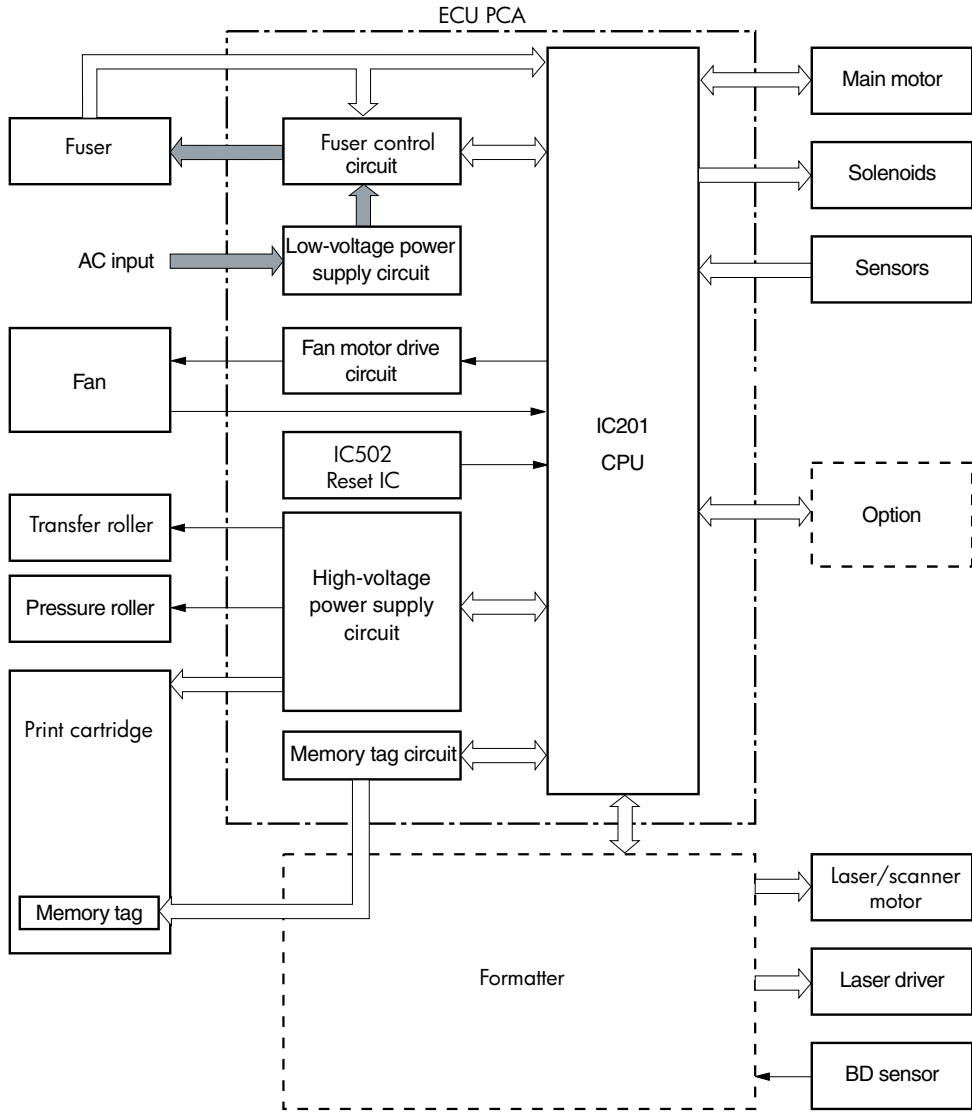 ECU PCA
Fuser
Fuser control
circuit
Main motor
Solenoids
AC input
Low-voltage power
supply circuit
Sensors
Fan
Fan motor drive
circuit
IC201
CPU
IC502
Reset IC
Option
Transfer roller
Pressure roller
High-voltage
power supply
circuit
Print cartridge
Memory tag circuit
Memory tag
Formatter
Laser/scanner
motor
Laser driver
BD sensor